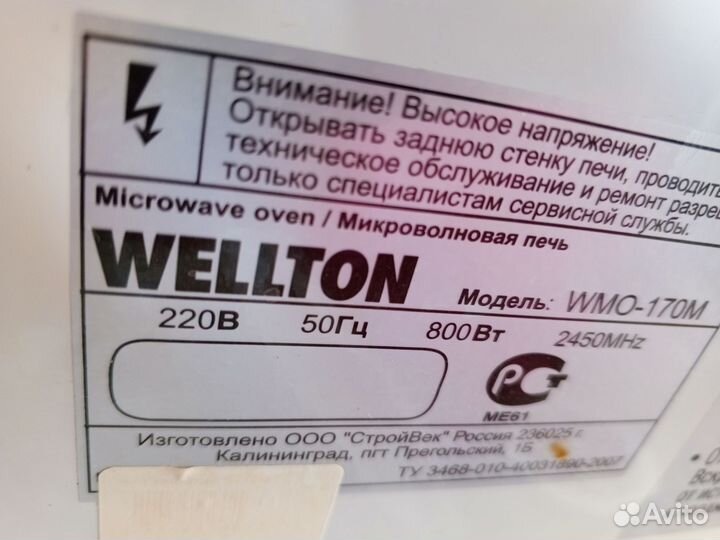 Внимание! Высокое напряжение!
Открывать заднюю стенку печи, проводить
техническое обслуживание и ремонт разреш
только специалистам сервисной службы.
Microwave oven / Микроволновая печь
WELLTON
Модель: WMO-170M
220В 50Гц 800Вт 2450MHz
РСТ
ME61
Изготовлено ООО "СтройВек" Россия 236025 г.
Калининград, пгт Прегольский, 1Б
ТУ 3468-010-40031890-2007
Avito